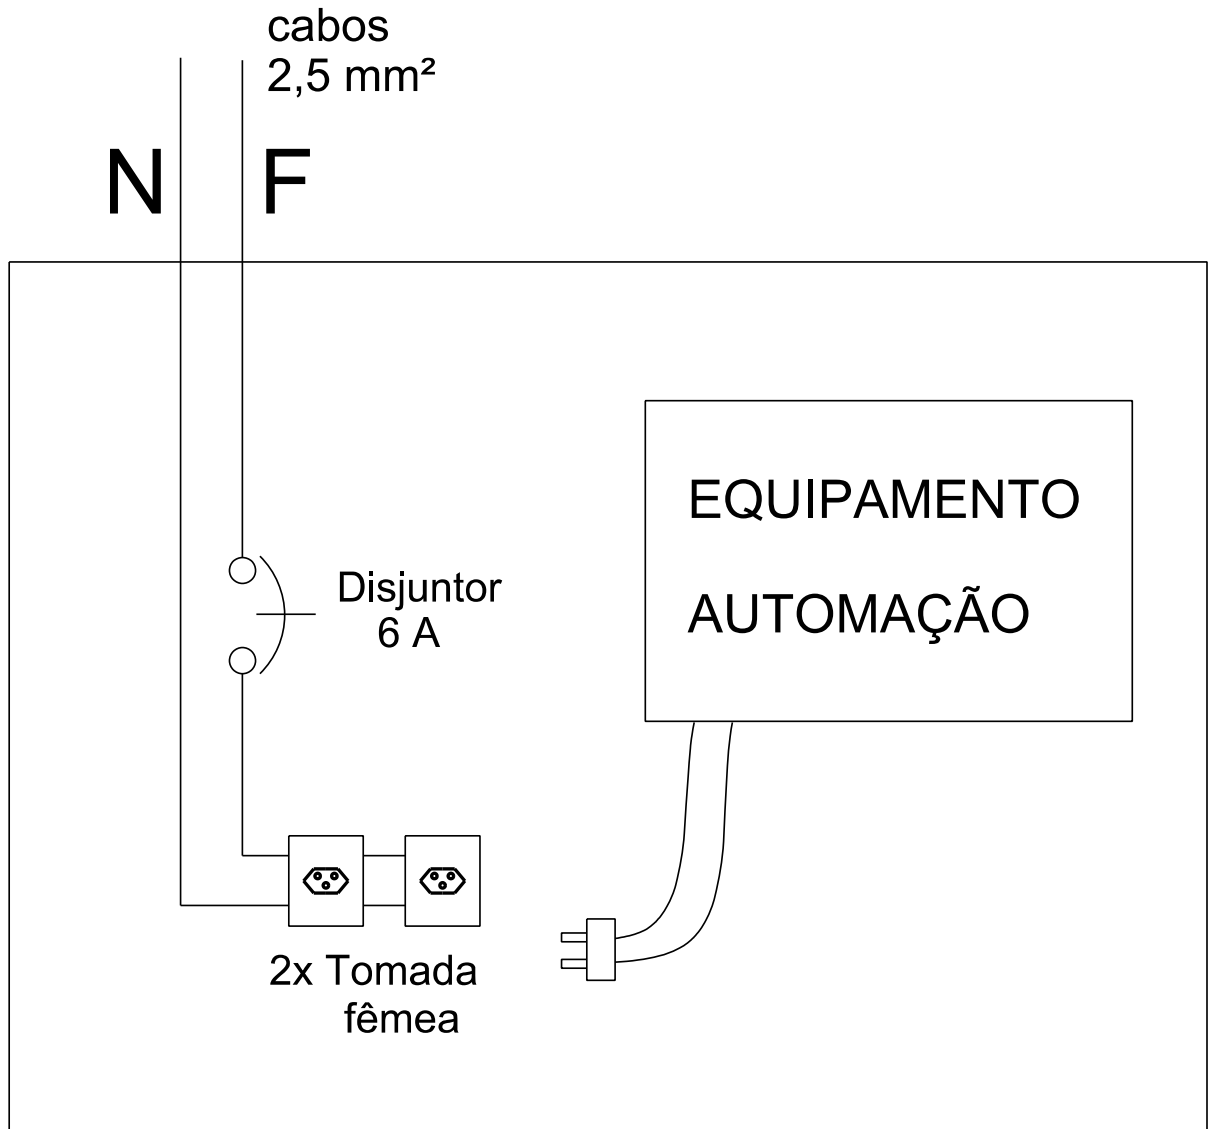 cabos
2,5 mm²
N F
EQUIPAMENTO
AUTOMAÇÃO
Disjuntor
6 A
2x Tomada
fêmea